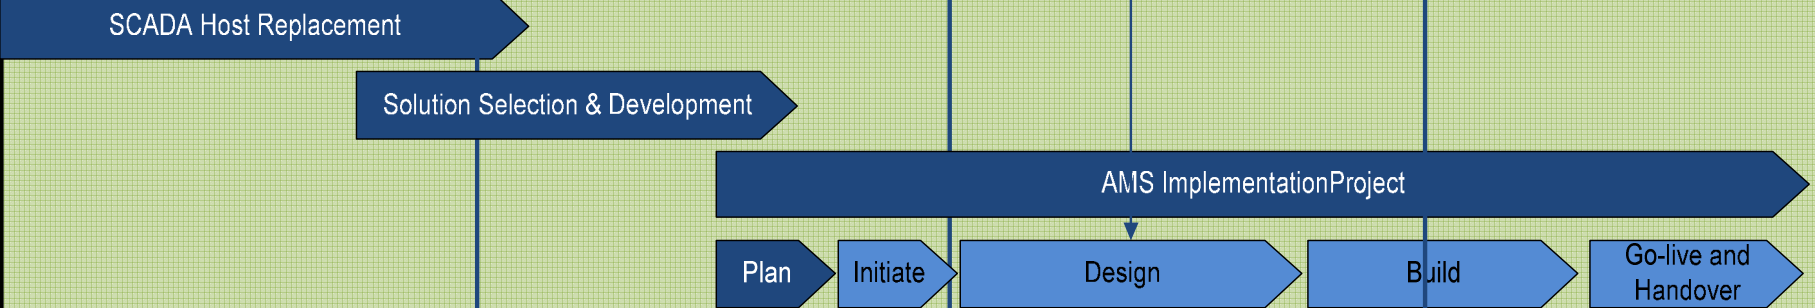 SCADA Host Replacement
Solution Selection & Development
AMS ImplementationProject
Plan
Initiate
Design
Build
Go-live and
Handover